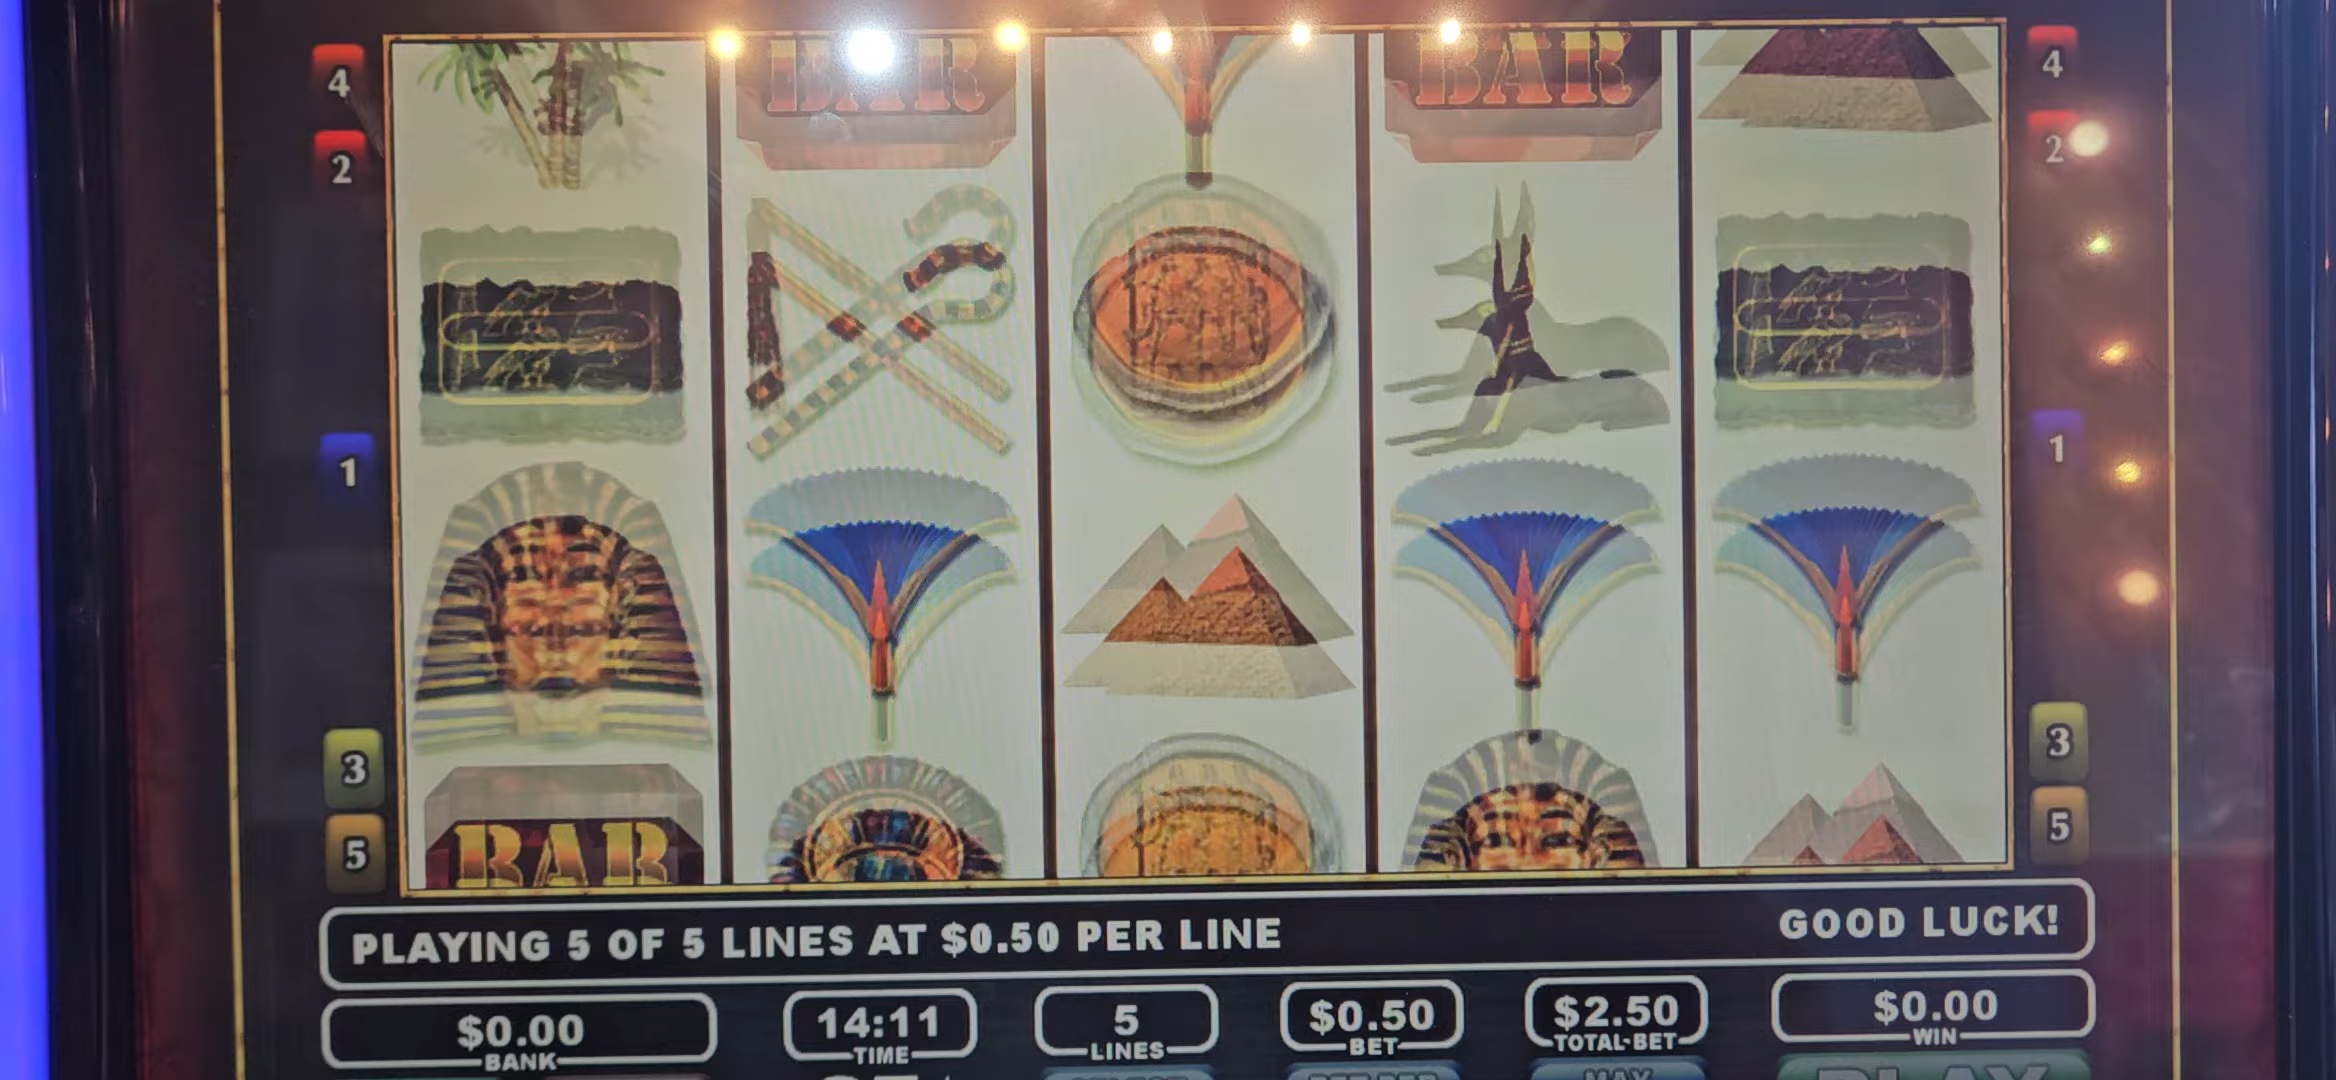 BAR
BAR
4
4
2
2
1
1
3
3
5
5
BAR
PLAYING 5 OF 5 LINES AT $0.50 PER LINE
GOOD LUCK!
$0.00
14:11
5
$0.50
$2.50
$0.00
BANK
TIME
LINES
BET
TOTAL BET
WIN
MAX
PLAY